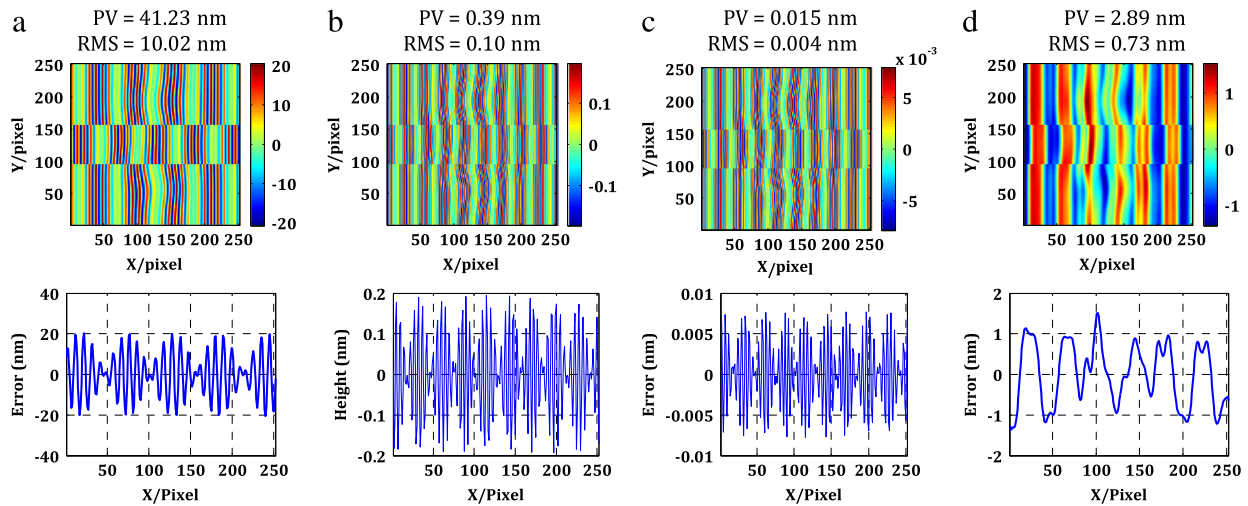 a
PV = 41.23 nm
RMS = 10.02 nm
250
200
150
100
50
Y/pixel
50 100 150 200 250
X/pixel
20
10
0
-10
-20
b
PV = 0.39 nm
RMS = 0.10 nm
250
200
150
100
50
Y/pixel
50 100 150 200 250
X/pixel
0.1
0
-0.1
c
PV = 0.015 nm
RMS = 0.004 nm
x 10⁻³
250
200
150
100
50
Y/pixel
50 100 150 200 250
X/pixel
5
0
-5
d
PV = 2.89 nm
RMS = 0.73 nm
250
200
150
100
50
Y/pixel
50 100 150 200 250
X/pixel
1
0
-1
40
20
0
-20
-40
Error (nm)
50 100 150 200 250
X/Pixel
0.2
0.1
0
-0.1
-0.2
Height (nm)
50 100 150 200 250
X/Pixel
0.01
0.005
0
-0.005
-0.01
Error (nm)
50 100 150 200 250
X/Pixel
2
1
0
-1
-2
Error (nm)
50 100 150 200 250
X/Pixel